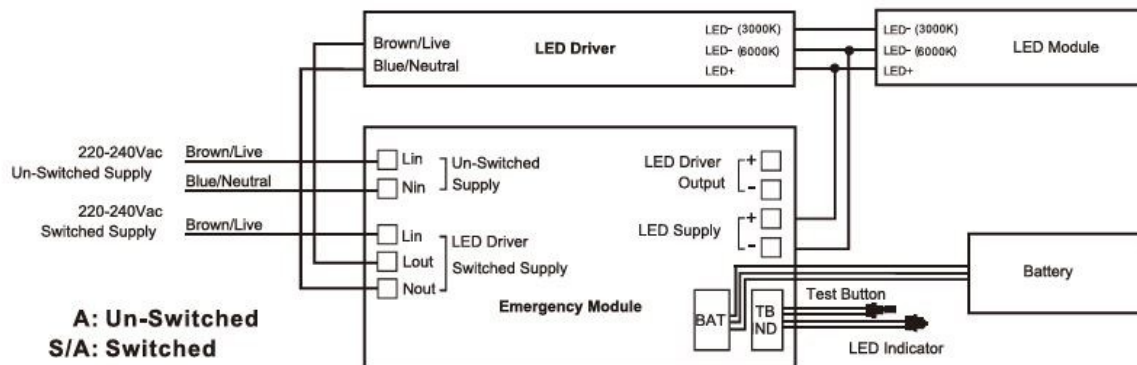 LED Driver
Brown/Live
Blue/Neutral
LED- (3000K)
LED- (6000K)
LED+
LED- (3000K)
LED- (6000K)
LED+
LED Module
220-240Vac
Un-Switched Supply
Brown/Live
Blue/Neutral
220-240Vac
Switched Supply
Brown/Live
Lin
Nin
Un-Switched
Supply
Lin
Lout
Nout
LED Driver
Switched Supply
LED Driver
Output
+
-
LED Supply
+
-
Emergency Module
BAT
TB
IND
Battery
Test Button
LED Indicator
A: Un-Switched
S/A: Switched